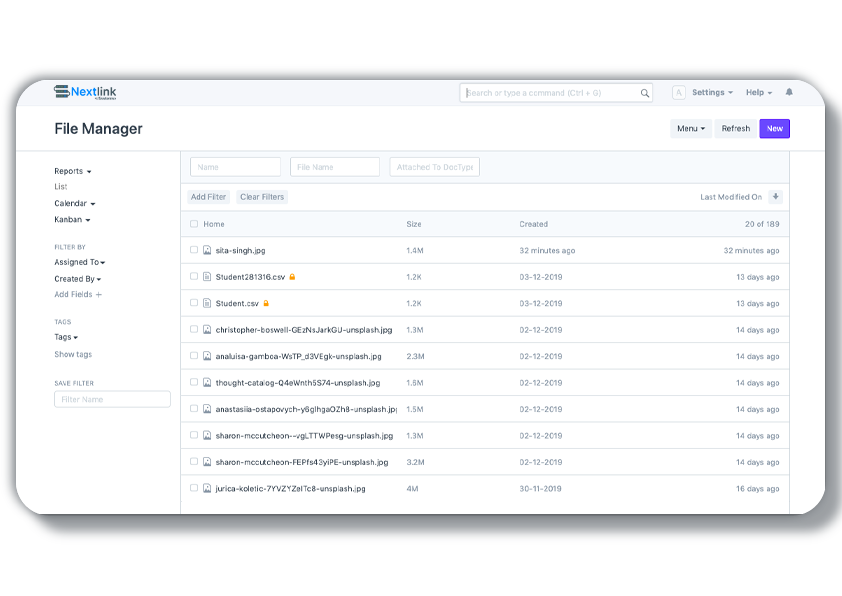 Nextlink
Search or type a command (Ctrl + G)
A
Settings
Help
File Manager
Menu
Refresh
New
Reports
List
Calendar
Kanban
FILTER BY
Assigned To
Created By
Add Fields +
TAGS
Tags
Show tags
SAVE FILTER
Filter Name
Name File Name Attached To DocType
Add Filter Clear Filters Last Modified On
Home Size Created 20 of 189
sita-singh.jpg 1.4M 32 minutes ago 32 minutes ago
Student281316.csv 1.2K 03-12-2019 13 days ago
Student.csv 1.2K 03-12-2019 13 days ago
christopher-boswell-GEzNsJarkGU-unsplash.jpg 1.3M 02-12-2019 14 days ago
analuisa-gamboa-WsTP_d3VEgk-unsplash.jpg 2.3M 02-12-2019 14 days ago
thought-catalog-Q4eWnth5S74-unsplash.jpg 1.6M 02-12-2019 14 days ago
anastasiia-ostapovych-y6glhgaOZh8-unsplash.jp 1.5M 02-12-2019 14 days ago
sharon-mccutcheon--vgLTTWPesg-unsplash.jpg 1.3M 02-12-2019 14 days ago
sharon-mccutcheon-FEPfs43yiPE-unsplash.jpg 3.2M 02-12-2019 14 days ago
jurica-koletic-7YVZYZeITc8-unsplash.jpg 4M 30-11-2019 16 days ago